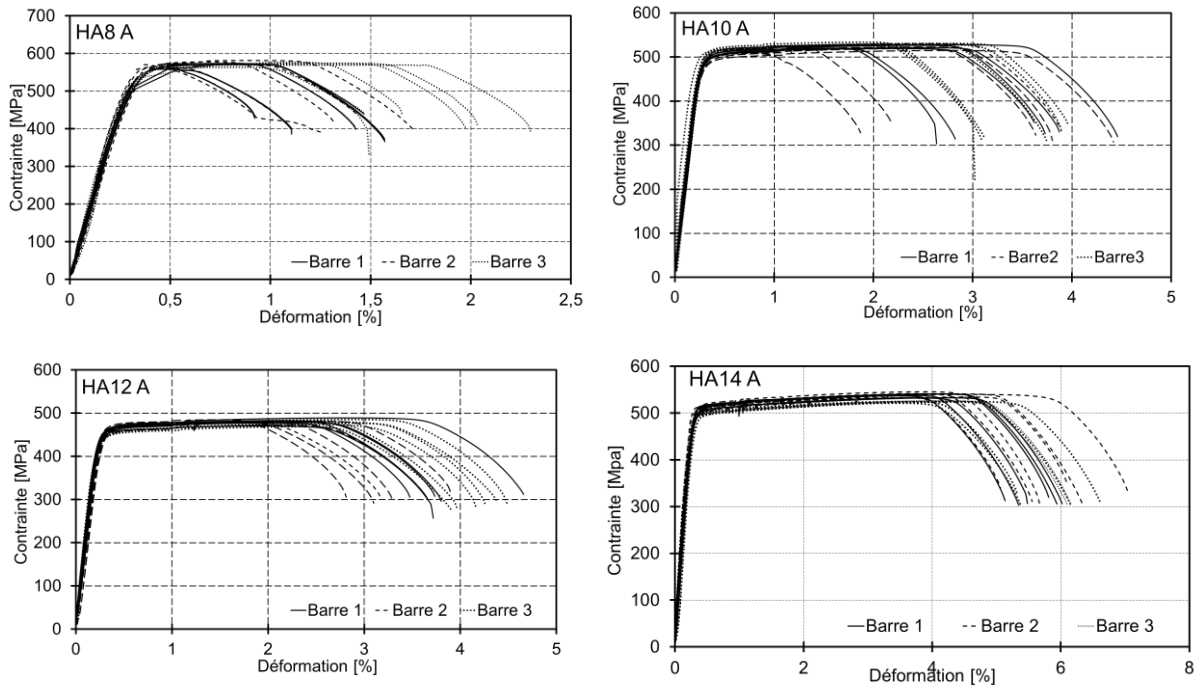 HA8 A
Contrainte [MPa]
700
600
500
400
300
200
100
0
0 0,5 1 1,5 2 2,5
Déformation [%]
Barre 1 Barre 2 Barre 3
HA10 A
Contrainte [MPa]
600
500
400
300
200
100
0
0 1 2 3 4 5
Déformation [%]
Barre 1 Barre2 Barre3
HA12 A
Contrainte [MPa]
600
500
400
300
200
100
0
0 1 2 3 4 5
Déformation [%]
Barre 1 Barre 2 Barre 3
HA14 A
Contrainte [Mpa]
600
500
400
300
200
100
0
0 2 4 6 8
Déformation [%]
Barre 1 Barre 2 Barre 3